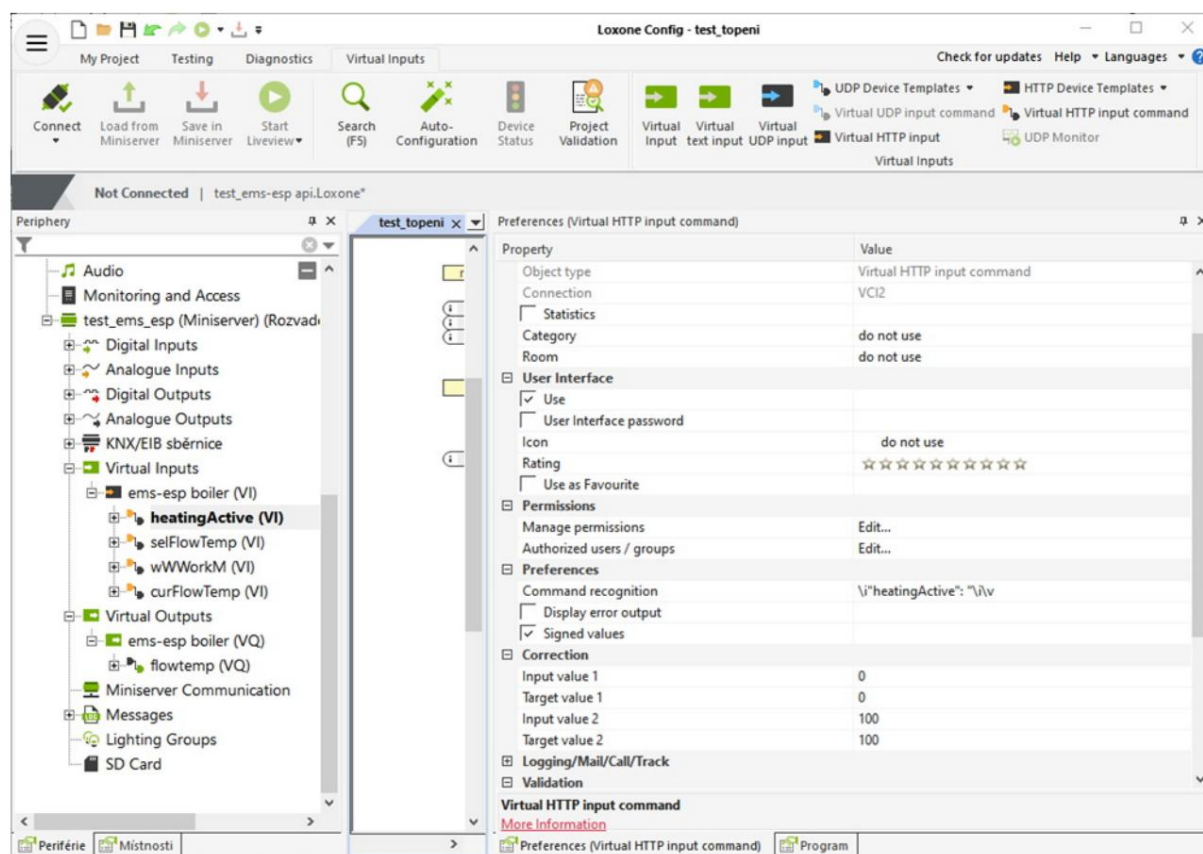 Loxone Config - test_topeni
My Project Testing Diagnostics Virtual Inputs
Check for updates Help Languages
Connect
Load from Miniserver
Save in Miniserver
Start Liveview
Search (F5)
Auto-Configuration
Device Status
Project Validation
Virtual Input
Virtual text input
Virtual UDP input
UDP Device Templates
Virtual UDP input command
Virtual HTTP input
HTTP Device Templates
Virtual HTTP input command
UDP Monitor
Virtual Inputs
Not Connected | test_ems-esp api.Loxone*
Periphery
Audio
Monitoring and Access
test_ems_esp (Miniserver) (Rozvad
Digital Inputs
Analogue Inputs
Digital Outputs
Analogue Outputs
KNX/EIB sběrnice
Virtual Inputs
ems-esp boiler (VI)
heatingActive (VI)
selFlowTemp (VI)
wWWorkM (VI)
curFlowTemp (VI)
Virtual Outputs
ems-esp boiler (VQ)
flowtemp (VQ)
Miniserver Communication
Messages
Lighting Groups
SD Card
Periférie Místnosti
test_topeni
Preferences (Virtual HTTP input command)
Property Value
Object type Virtual HTTP input command
Connection VCI2
Statistics
Category do not use
Room do not use
User Interface
Use
User Interface password
Icon do not use
Rating
Use as Favourite
Permissions
Manage permissions Edit...
Authorized users / groups Edit...
Preferences
Command recognition \i"heatingActive": "\i\v
Display error output
Signed values
Correction
Input value 1 0
Target value 1 0
Input value 2 100
Target value 2 100
Logging/Mail/Call/Track
Validation
Virtual HTTP input command
More Information
Preferences (Virtual HTTP input command) Program